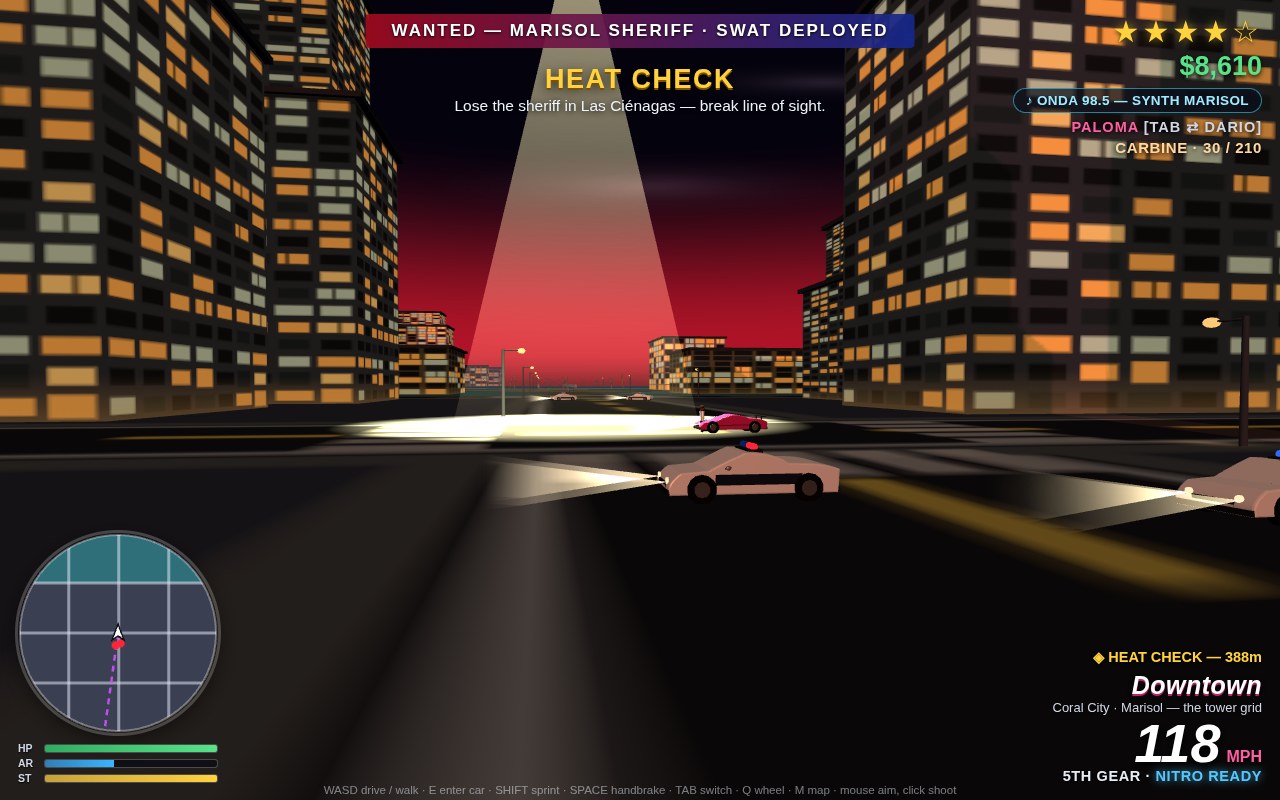 WANTED — MARISOL SHERIFF · SWAT DEPLOYED
★★★★☆
HEAT CHECK
$8,610
Lose the sheriff in Las Ciénagas — break line of sight.
♪ ONDA 98.5 — SYNTH MARISOL
PALOMA [TAB ⇄ DARIO]
CARBINE · 30 / 210
◈ HEAT CHECK — 388m
Downtown
Coral City · Marisol — the tower grid
118 MPH
5TH GEAR · NITRO READY
HP
AR
ST
WASD drive / walk · E enter car · SHIFT sprint · SPACE handbrake · TAB switch · Q wheel · M map · mouse aim, click shoot